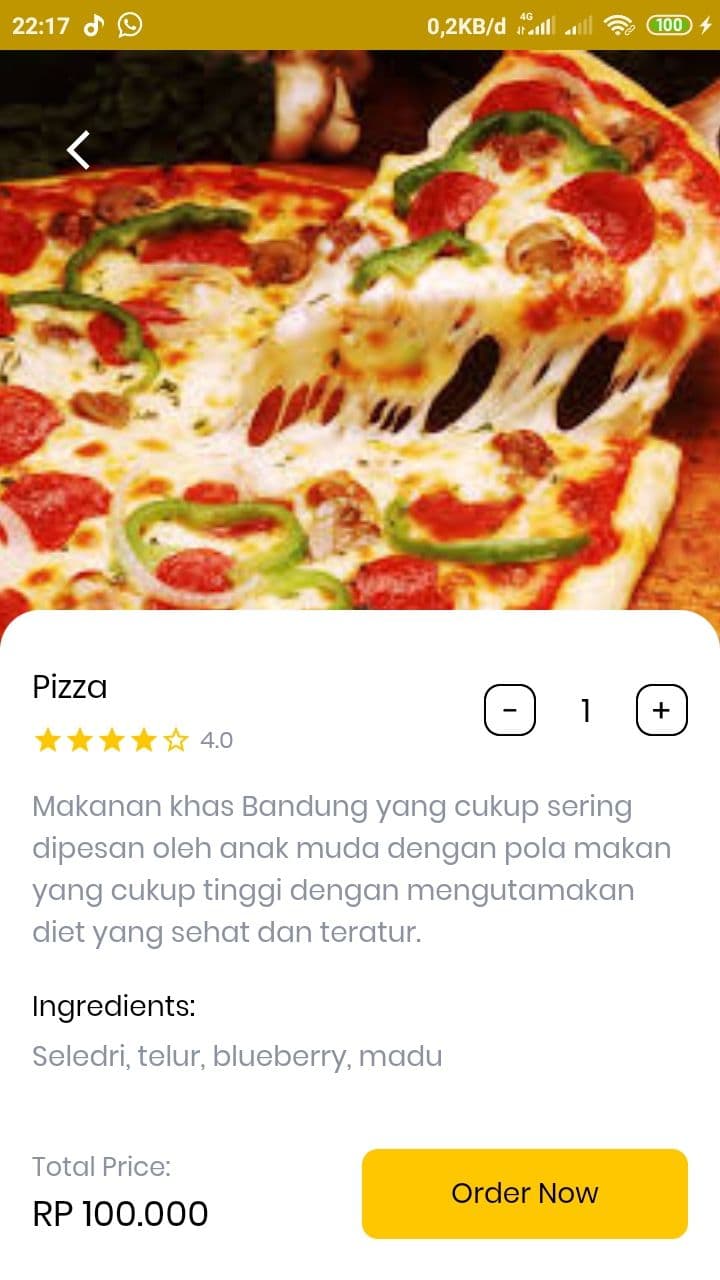 22:17 0,2KB/d 4G 100
Pizza
- 1 +
4.0
Makanan khas Bandung yang cukup sering
dipesan oleh anak muda dengan pola makan
yang cukup tinggi dengan mengutamakan
diet yang sehat dan teratur.
Ingredients:
Seledri, telur, blueberry, madu
Total Price:
RP 100.000
Order Now